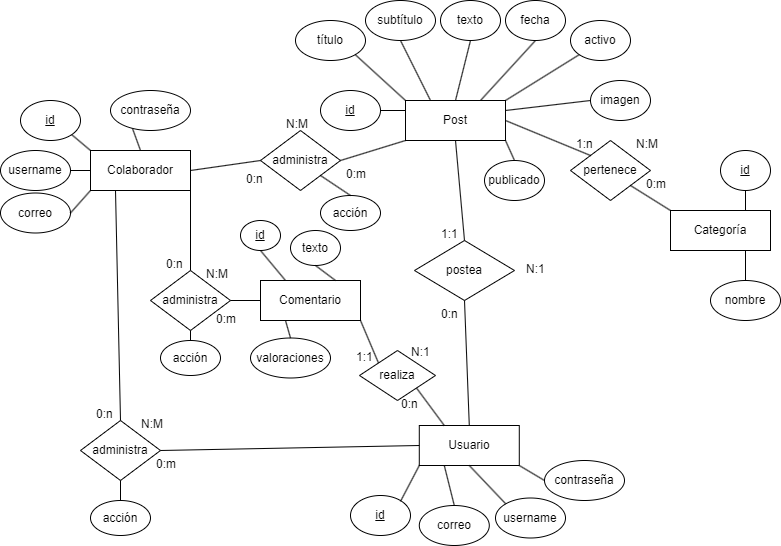 subtítulo
texto
fecha
título
activo
imagen
id
Post
contraseña
id
N:M
administra
0:n
0:m
acción
Colaborador
username
correo
publicado
1:n
N:M
pertenece
0:m
id
Categoría
nombre
id
texto
1:1
postea
N:1
0:n
0:n
N:M
administra
0:m
acción
Comentario
valoraciones
1:1
N:1
realiza
0:n
0:n
N:M
administra
0:m
acción
Usuario
contraseña
id
correo
username